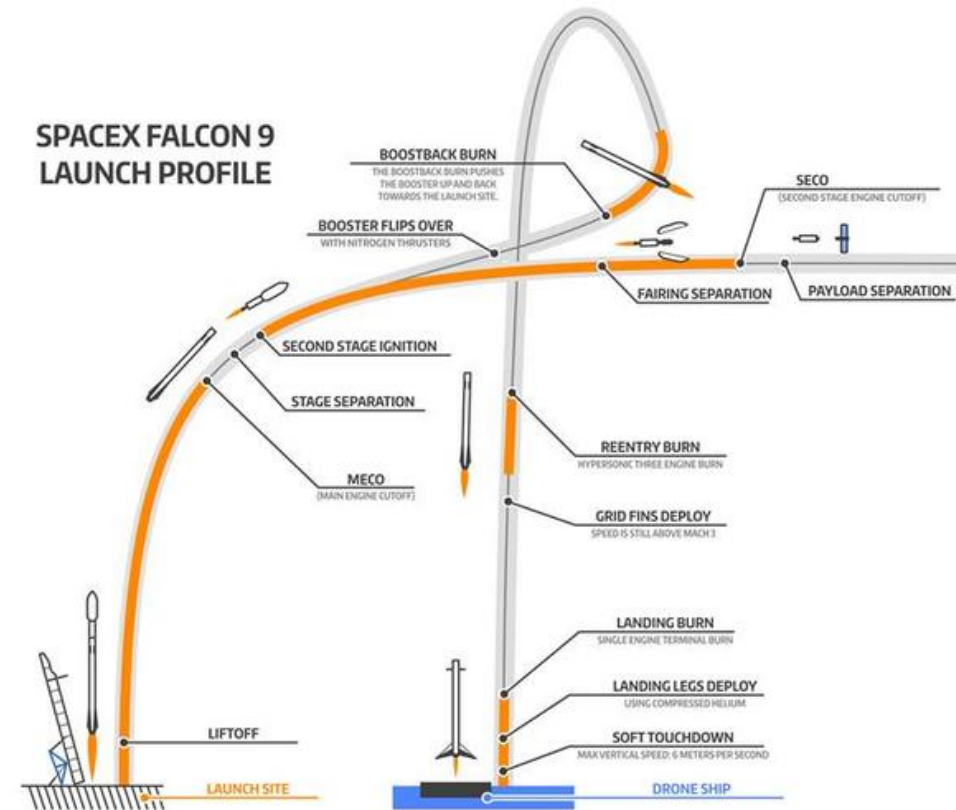 SPACEX FALCON 9
LAUNCH PROFILE
BOOSTBACK BURN
THE BOOSTBACK BURN PUSHES
THE BOOSTER UP AND BACK
TOWARDS THE LAUNCH SITE.
BOOSTER FLIPS OVER
WITH NITROGEN THRUSTERS
SECO
(SECOND STAGE ENGINE CUTOFF)
FAIRING SEPARATION
PAYLOAD SEPARATION
SECOND STAGE IGNITION
STAGE SEPARATION
MECO
(MAIN ENGINE CUTOFF)
REENTRY BURN
HYPERSONIC THREE ENGINE BURN
GRID FINS DEPLOY
SPEED IS STILL ABOVE MACH 3
LANDING BURN
SINGLE ENGINE TERMINAL BURN
LANDING LEGS DEPLOY
USING COMPRESSED HELIUM
SOFT TOUCHDOWN
MAX VERTICAL SPEED: 6 METERS PER SECOND
LIFTOFF
LAUNCH SITE
DRONE SHIP